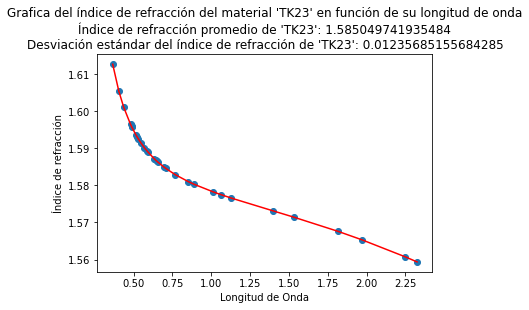 Grafica del índice de refracción del material 'TK23' en función de su longitud de onda
Índice de refracción promedio de 'TK23': 1.585049741935484
Desviación estándar del índice de refracción de 'TK23': 0.01235685155684285
1.61
1.60
1.59
1.58
1.57
1.56
Índice de refracción
0.50 0.75 1.00 1.25 1.50 1.75 2.00 2.25
Longitud de Onda